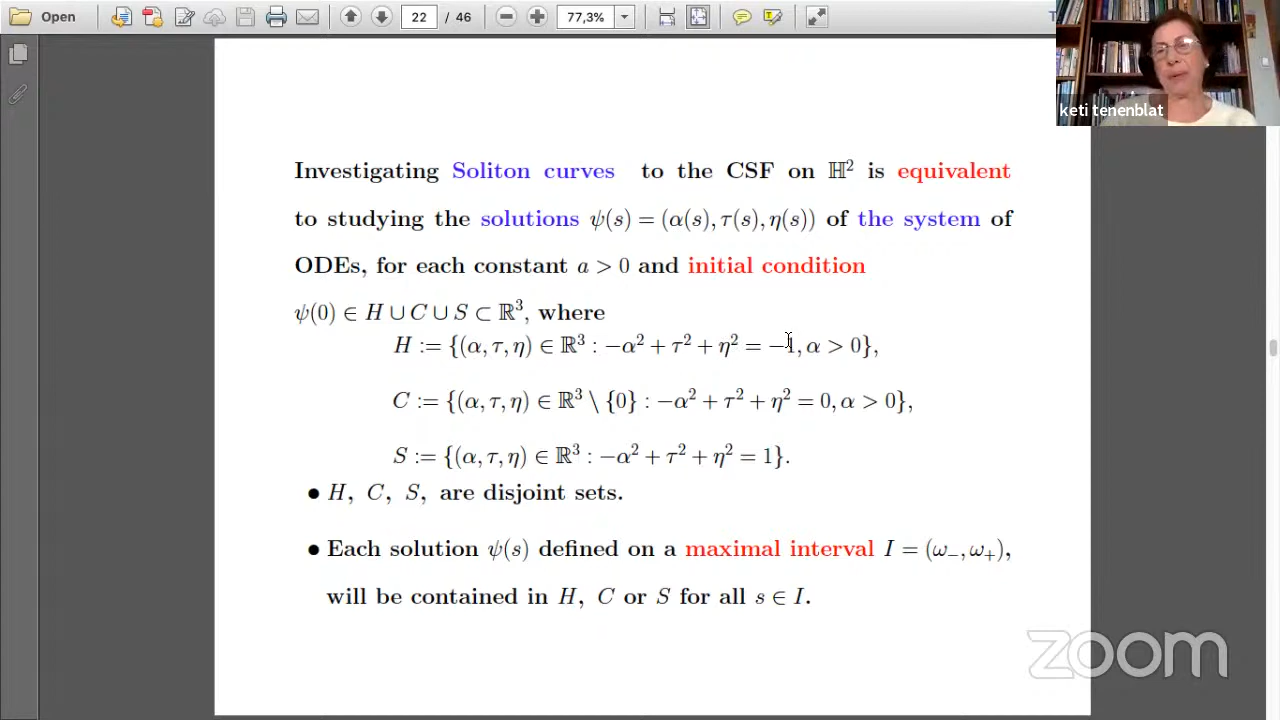 Open
22 / 46
77,3%
keti tenenblat
Investigating Soliton curves to the CSF on ℍ² is equivalent
to studying the solutions ψ(s) = (α(s), τ(s), η(s)) of the system of
ODEs, for each constant a > 0 and initial condition
ψ(0) ∈ H ∪ C ∪ S ⊂ ℝ³, where
H := {(α, τ, η) ∈ ℝ³ : −α² + τ² + η² = −1, α > 0},
C := {(α, τ, η) ∈ ℝ³ \ {0} : −α² + τ² + η² = 0, α > 0},
S := {(α, τ, η) ∈ ℝ³ : −α² + τ² + η² = 1}.
• H, C, S, are disjoint sets.
• Each solution ψ(s) defined on a maximal interval I = (ω₋, ω₊),
will be contained in H, C or S for all s ∈ I.
zoom